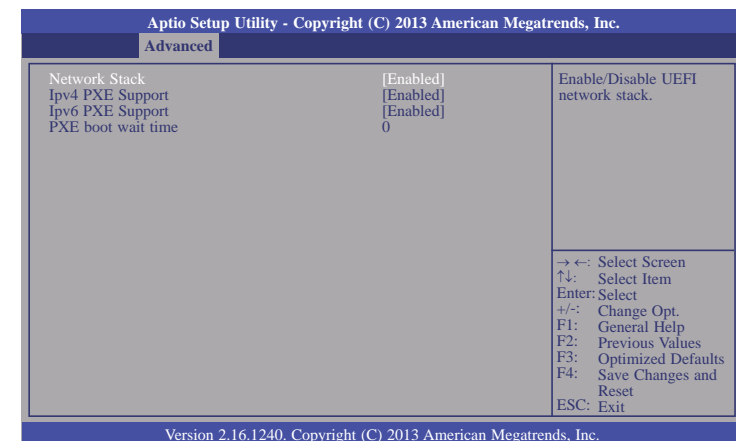 Aptio Setup Utility - Copyright (C) 2013 American Megatrends, Inc.
Advanced
Network Stack [Enabled]
Ipv4 PXE Support [Enabled]
Ipv6 PXE Support [Enabled]
PXE boot wait time 0
Enable/Disable UEFI
network stack.
→ ←: Select Screen
↑↓: Select Item
Enter: Select
+/-: Change Opt.
F1: General Help
F2: Previous Values
F3: Optimized Defaults
F4: Save Changes and
Reset
ESC: Exit
Version 2.16.1240. Copyright (C) 2013 American Megatrends, Inc.